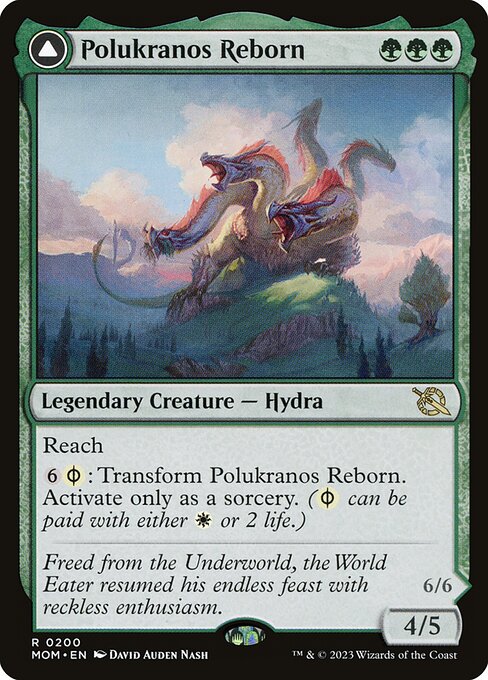 Polukranos Reborn
Legendary Creature — Hydra
Reach
6 : Transform Polukranos Reborn.
Activate only as a sorcery. ( can be
paid with either or 2 life.)
Freed from the Underworld, the World
Eater resumed his endless feast with
reckless enthusiasm.
6/6
4/5
R 0200
MOM • EN DAVID AUDEN NASH
™ & © 2023 Wizards of the Coast